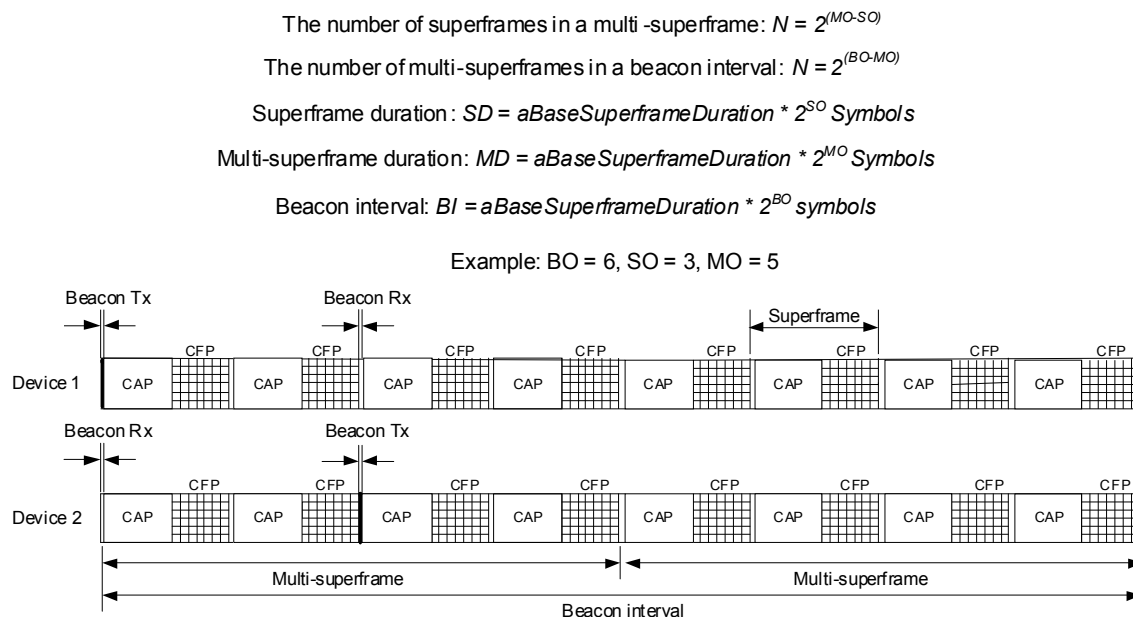 The number of superframes in a multi -superframe: N = 2^(MO-SO)
The number of multi-superframes in a beacon interval: N = 2^(BO-MO)
Superframe duration : SD = aBaseSuperframeDuration * 2^SO Symbols
Multi-superframe duration: MD = aBaseSuperframeDuration * 2^MO Symbols
Beacon interval: BI = aBaseSuperframeDuration * 2^BO symbols
Example: BO = 6, SO = 3, MO = 5
Beacon Tx Beacon Rx Superframe
CFP CFP CFP CFP CFP CFP CFP CFP
Device 1 CAP CAP CAP CAP CAP CAP CAP CAP
Beacon Rx Beacon Tx
CFP CFP CFP CFP CFP CFP CFP CFP
Device 2 CAP CAP CAP CAP CAP CAP CAP CAP
Multi-superframe Multi-superframe
Beacon interval